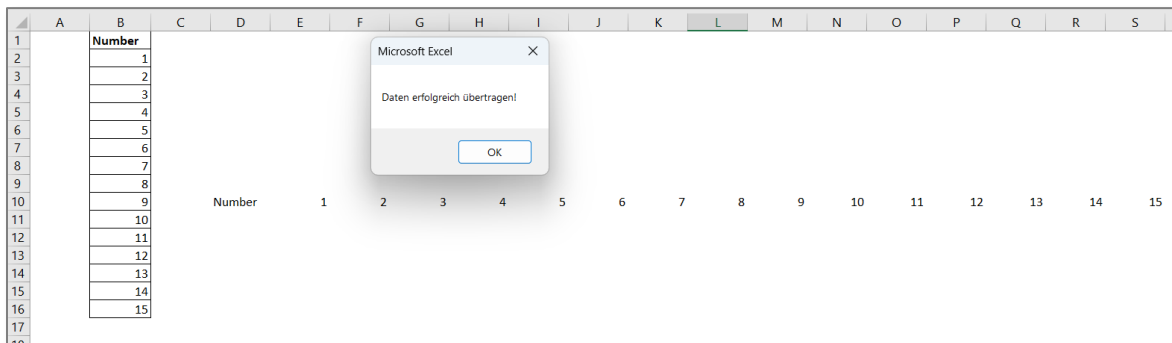 A B C D E F G H I J K L M N O P Q R S
1 Number
2 1
3 2
4 3
5 4
6 5
7 6
8 7
9 8
10 9 Number 1 2 3 4 5 6 7 8 9 10 11 12 13 14 15
11 10
12 11
13 12
14 13
15 14
16 15
17
Microsoft Excel
Daten erfolgreich übertragen!
OK